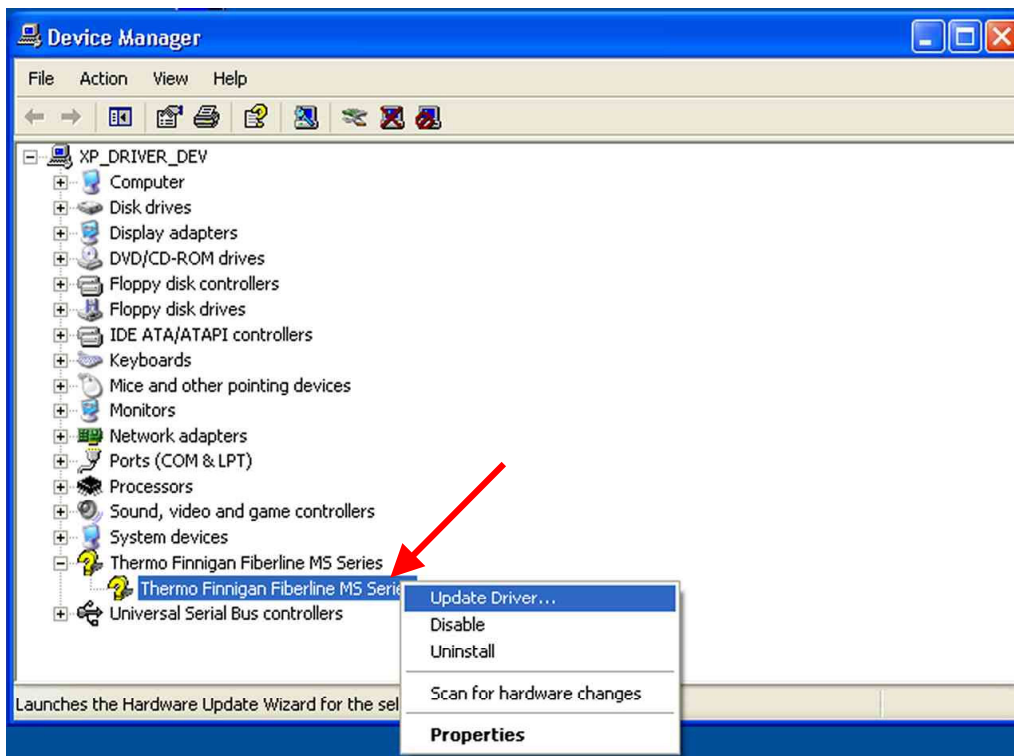 Device Manager
File Action View Help
XP_DRIVER_DEV
Computer
Disk drives
Display adapters
DVD/CD-ROM drives
Floppy disk controllers
Floppy disk drives
IDE ATA/ATAPI controllers
Keyboards
Mice and other pointing devices
Monitors
Network adapters
Ports (COM & LPT)
Processors
Sound, video and game controllers
System devices
Thermo Finnigan Fiberline MS Series
Thermo Finnigan Fiberline MS Serie
Universal Serial Bus controllers
Update Driver...
Disable
Uninstall
Scan for hardware changes
Properties
Launches the Hardware Update Wizard for the sel